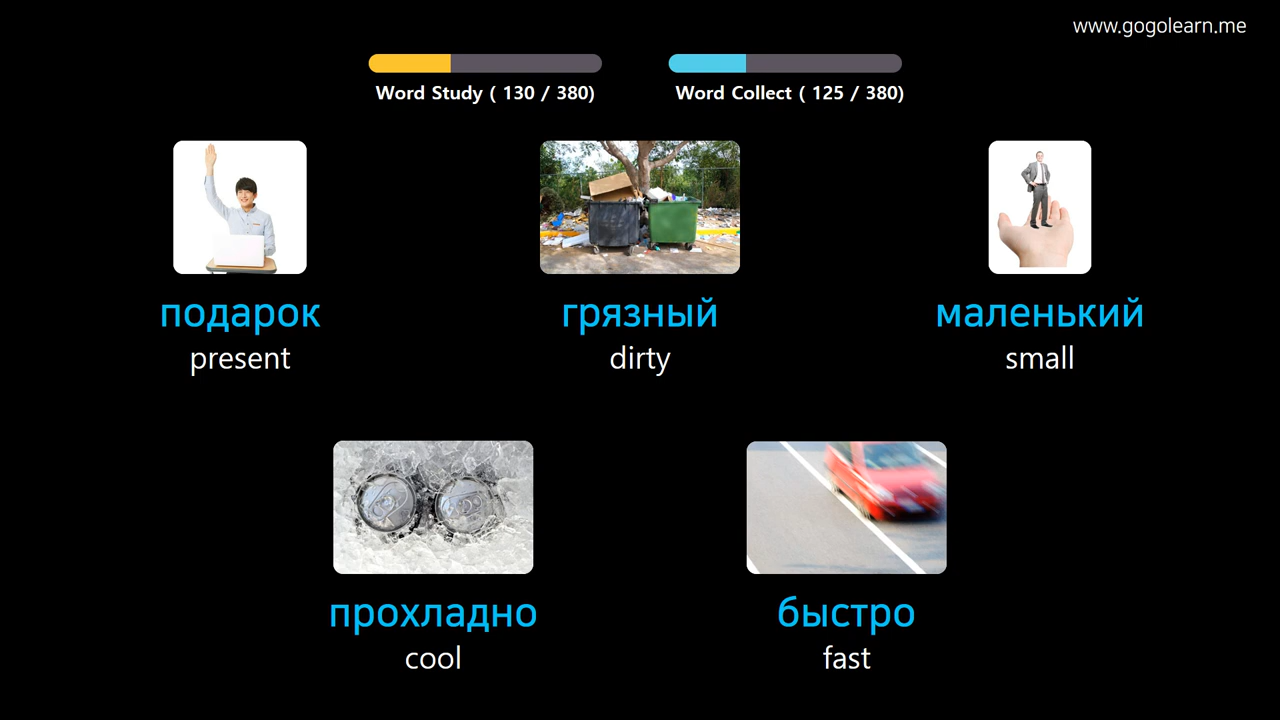 www.gogolearn.me
Word Study ( 130 / 380)
Word Collect ( 125 / 380)
подарок
present
грязный
dirty
маленький
small
прохладно
cool
быстро
fast